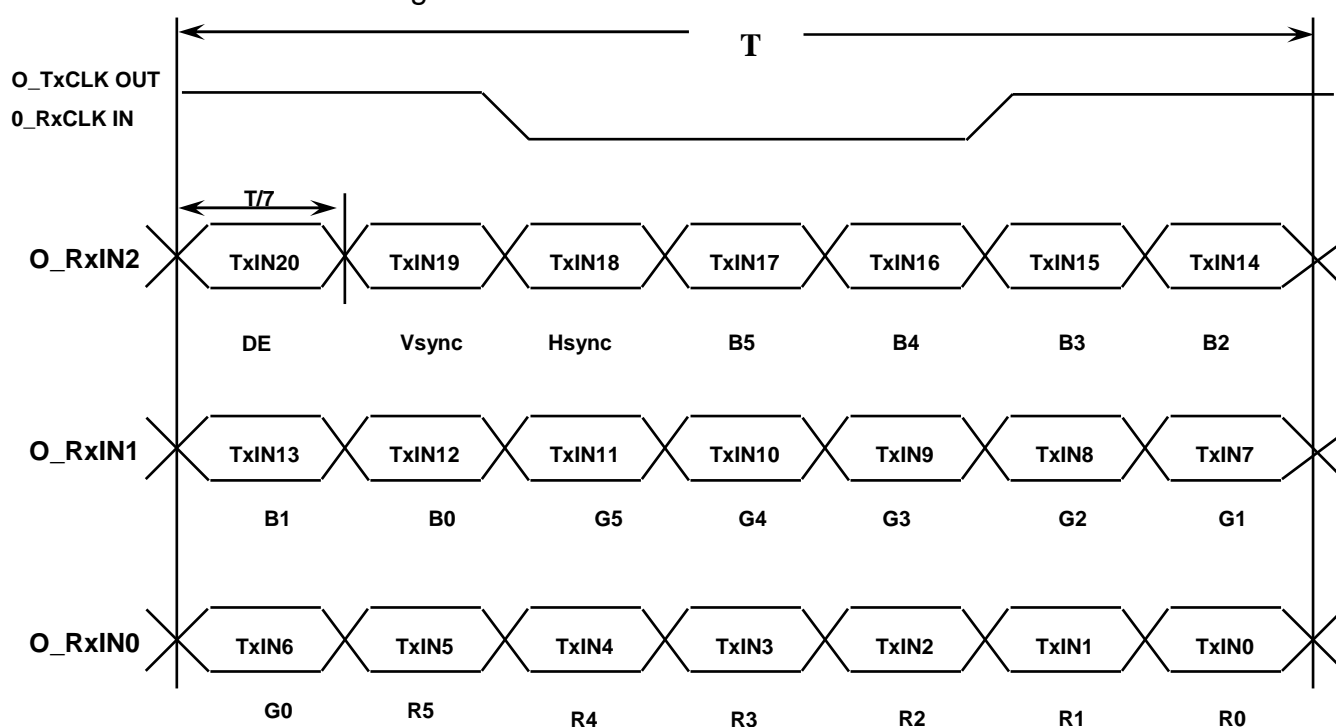 T
O_TxCLK OUT
0_RxCLK IN
T/7
O_RxIN2 TxIN20 TxIN19 TxIN18 TxIN17 TxIN16 TxIN15 TxIN14
DE Vsync Hsync B5 B4 B3 B2
O_RxIN1 TxIN13 TxIN12 TxIN11 TxIN10 TxIN9 TxIN8 TxIN7
B1 B0 G5 G4 G3 G2 G1
O_RxIN0 TxIN6 TxIN5 TxIN4 TxIN3 TxIN2 TxIN1 TxIN0
G0 R5 R4 R3 R2 R1 R0